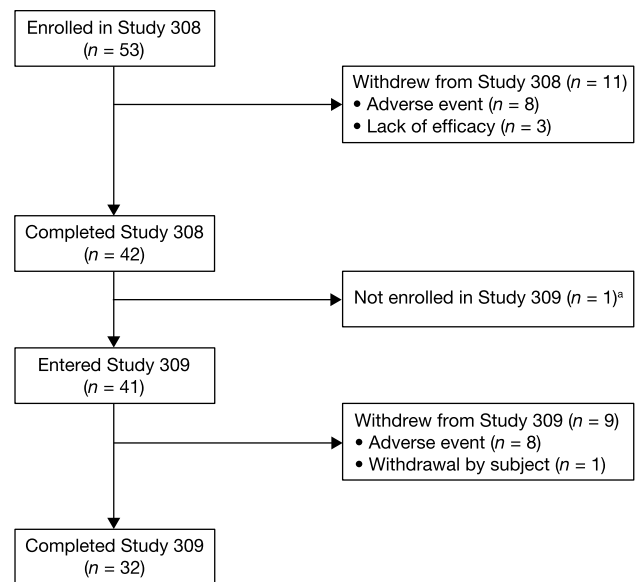 Enrolled in Study 308
(n = 53)
Withdrew from Study 308 (n = 11)
• Adverse event (n = 8)
• Lack of efficacy (n = 3)
Completed Study 308
(n = 42)
Not enrolled in Study 309 (n = 1)ᵃ
Entered Study 309
(n = 41)
Withdrew from Study 309 (n = 9)
• Adverse event (n = 8)
• Withdrawal by subject (n = 1)
Completed Study 309
(n = 32)